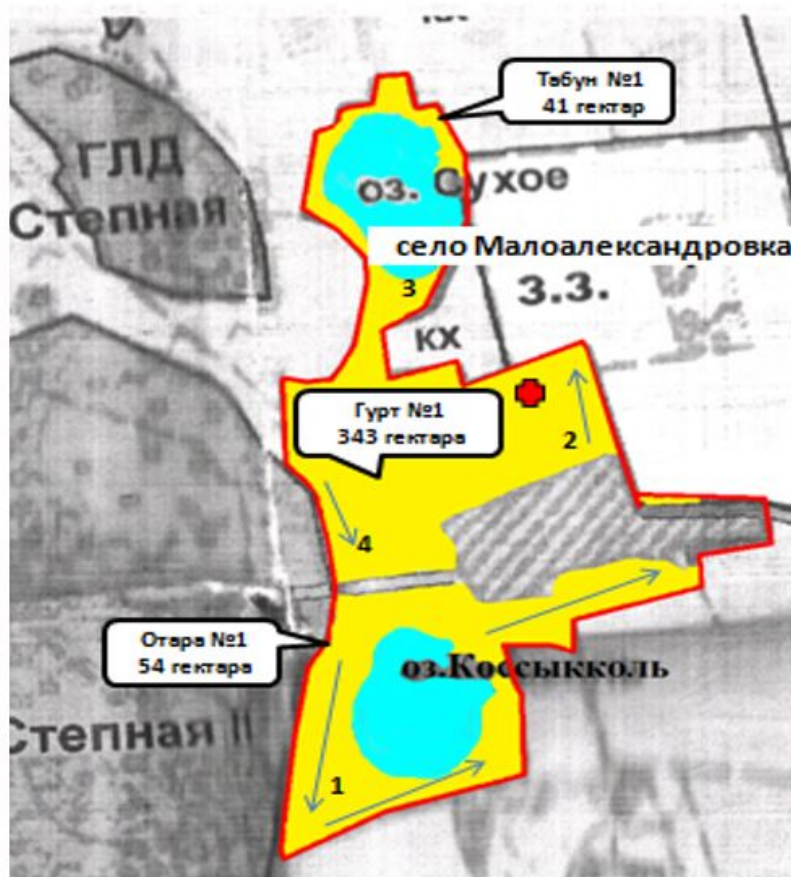 Табун №1
41 гектар
ГЛД
Степная
оз. Сухое
село Малоалександровка
3
З.З.
кх
Гурт №1
343 гектара
2
4
Отара №1
54 гектара
оз.Коссыкколь
Степная II
1